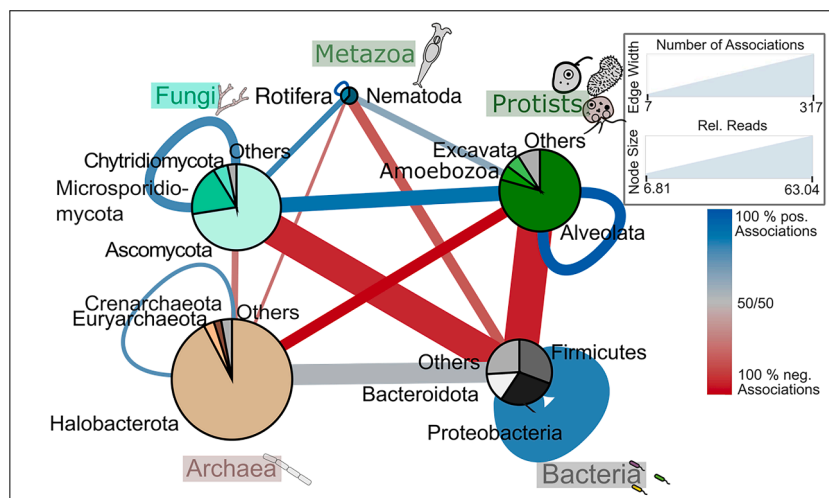 Metazoa
Fungi
Rotifera
Nematoda
Protists
Number of Associations
Edge Width
7
317
Rel. Reads
Node Size
6.81
63.04
Chytridiomycota
Others
Microsporidio-
mycota
Ascomycota
Excavata
Others
Amoebozoa
Alveolata
100 % pos.
Associations
50/50
100 % neg.
Associations
Crenarchaeota
Euryarchaeota
Others
Halobacterota
Others
Firmicutes
Bacteroidota
Proteobacteria
Archaea
Bacteria